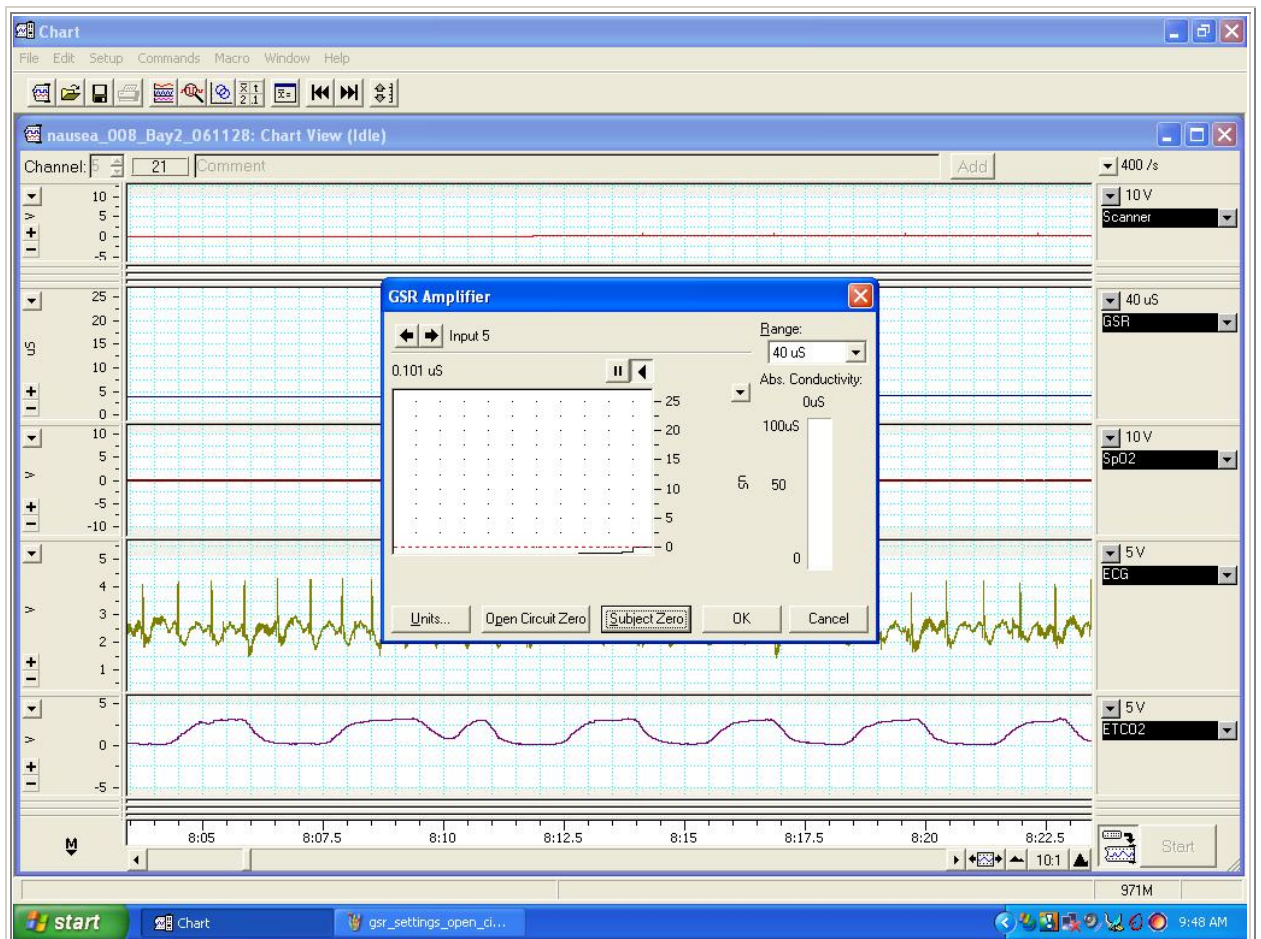 Chart
File Edit Setup Commands Macro Window Help
nausea_008_Bay2_061128: Chart View (Idle)
Channel: 5 21 Comment Add 400 /s
10
5
0
-5
V
10 V
Scanner
25
20
15
10
5
0
uS
40 uS
GSR
10
5
0
-5
-10
V
10 V
SpO2
5
4
3
2
1
V
5 V
ECG
5
0
-5
V
5 V
ETCO2
GSR Amplifier
Input 5
Range:
40 uS
0.101 uS
Abs. Conductivity:
0uS
25
20
15
10
5
0
uS
100uS
50
0
Units... Open Circuit Zero Subject Zero OK Cancel
M
8:05 8:07.5 8:10 8:12.5 8:15 8:17.5 8:20 8:22.5
10:1
Start
971M
start Chart gsr_settings_open_ci... 9:48 AM